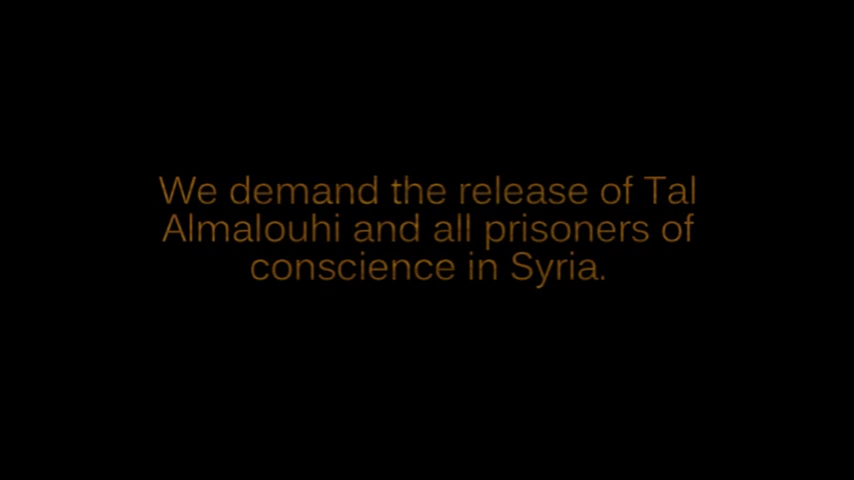 We demand the release of Tal
Almalouhi and all prisoners of
conscience in Syria.